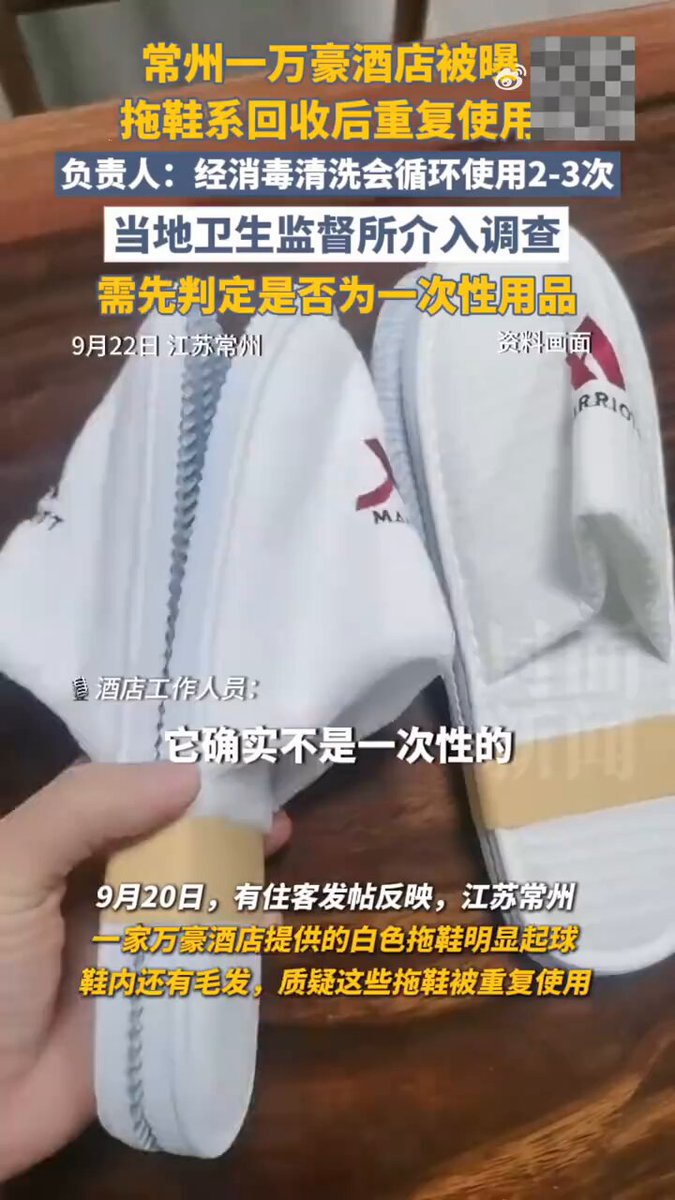 常州一万豪酒店被曝
拖鞋系回收后重复使用
负责人：经消毒清洗会循环使用2-3次
当地卫生监督所介入调查
需先判定是否为一次性用品
9月22日 江苏常州
资料画面
ARRIO
MA
TT
酒店工作人员：
它确实不是一次性的
新闻
9月20日，有住客发帖反映，江苏常州
一家万豪酒店提供的白色拖鞋明显起球
鞋内还有毛发，质疑这些拖鞋被重复使用